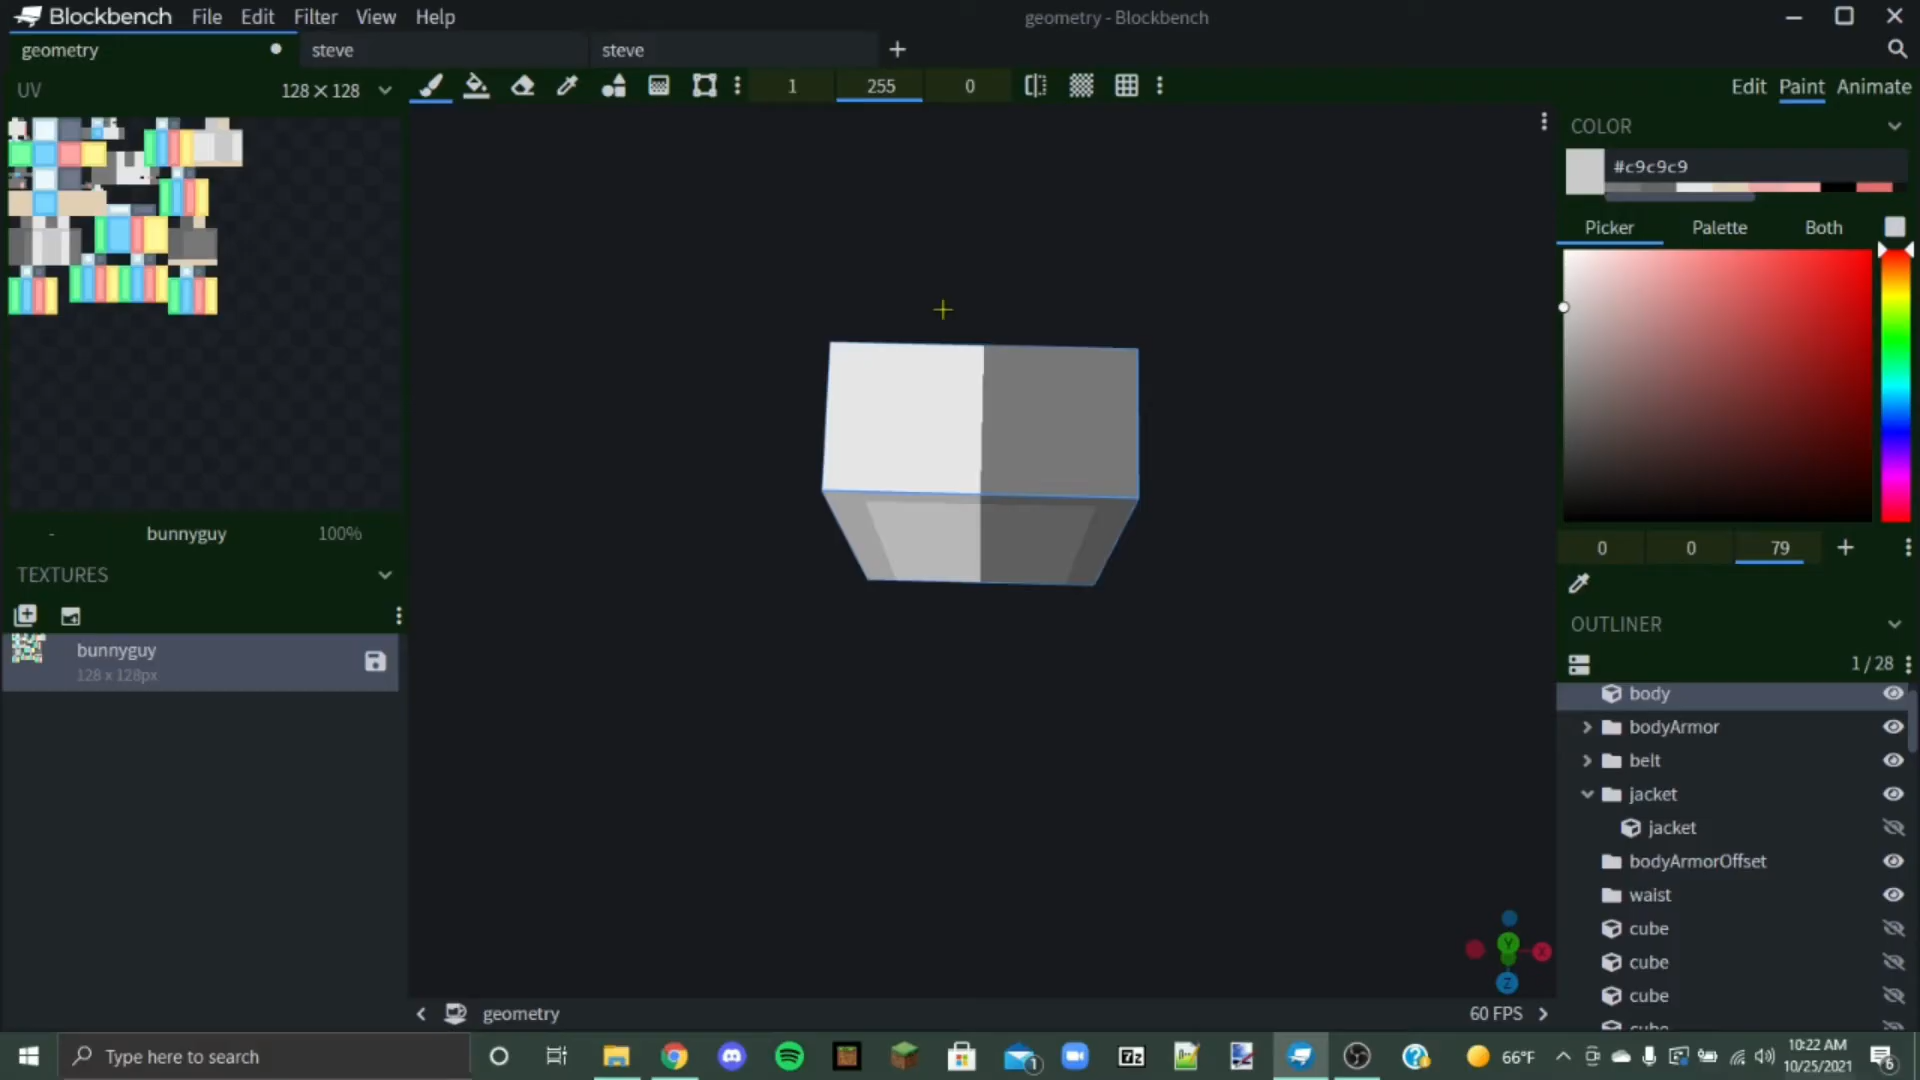 Blockbench File Edit Filter View Help
geometry - Blockbench
geometry steve steve
UV 128 × 128
1 255 0
Edit Paint Animate
COLOR
#c9c9c9
Picker Palette Both
0 0 79
- bunnyguy 100%
TEXTURES
bunnyguy
128 x 128px
OUTLINER
1 / 28
body
bodyArmor
belt
jacket
jacket
bodyArmorOffset
waist
cube
cube
cube
Y
X
Z
geometry
60 FPS
Type here to search
1
7z
66°F
10:22 AM
10/25/2021
6